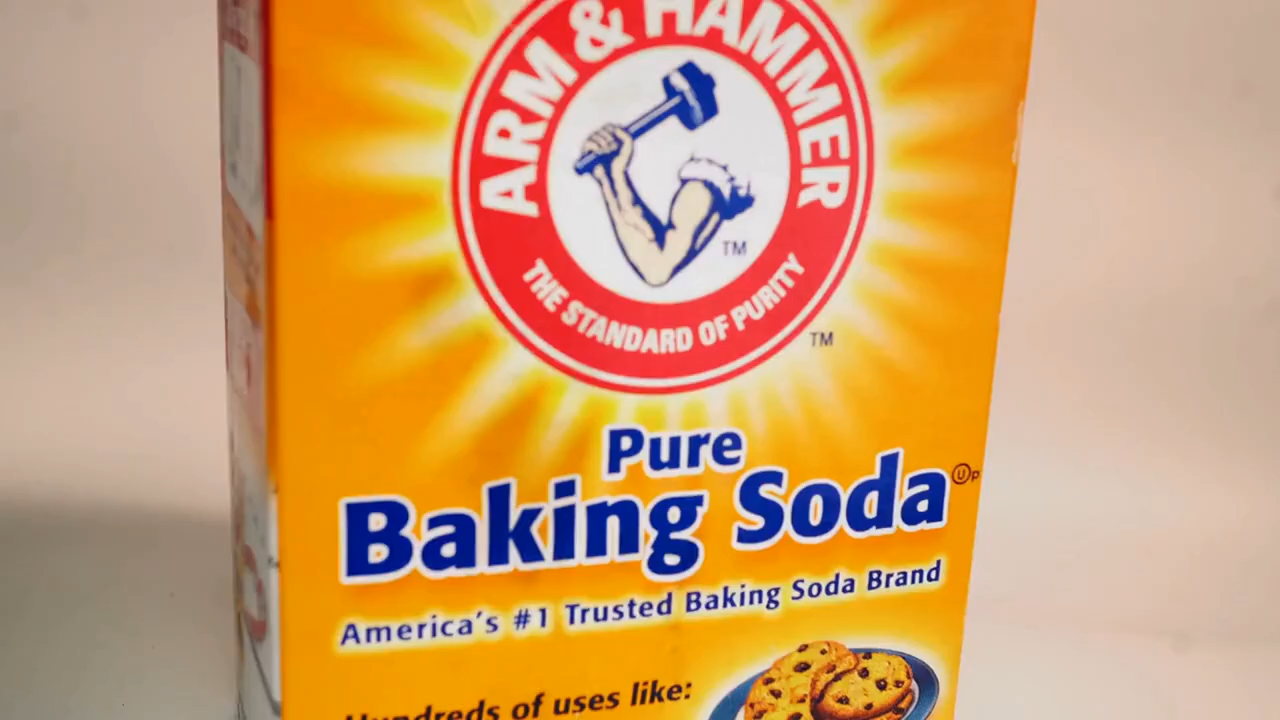 ARM & HAMMER
TM
THE STANDARD OF PURITY
TM
Pure
Baking Soda Ⓤp
America's #1 Trusted Baking Soda Brand
Hundreds of uses like: